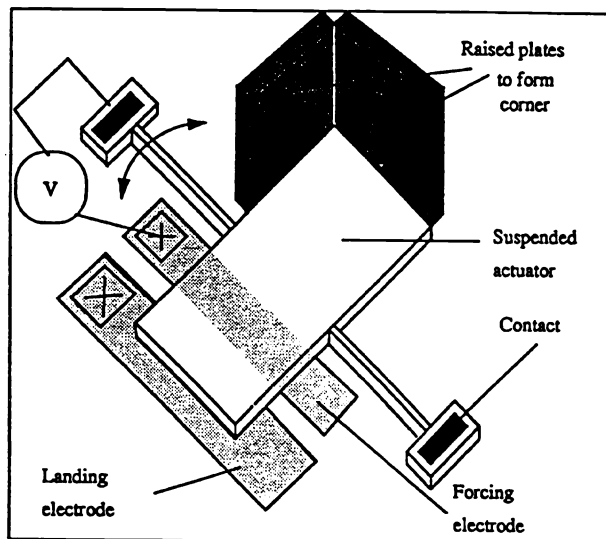 Raised plates
to form
corner
V
Suspended
actuator
Contact
Landing
electrode
Forcing
electrode